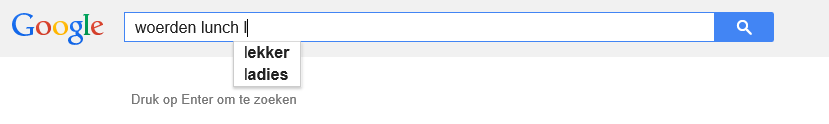 Google woerden lunch l
lekker
ladies
Druk op Enter om te zoeken